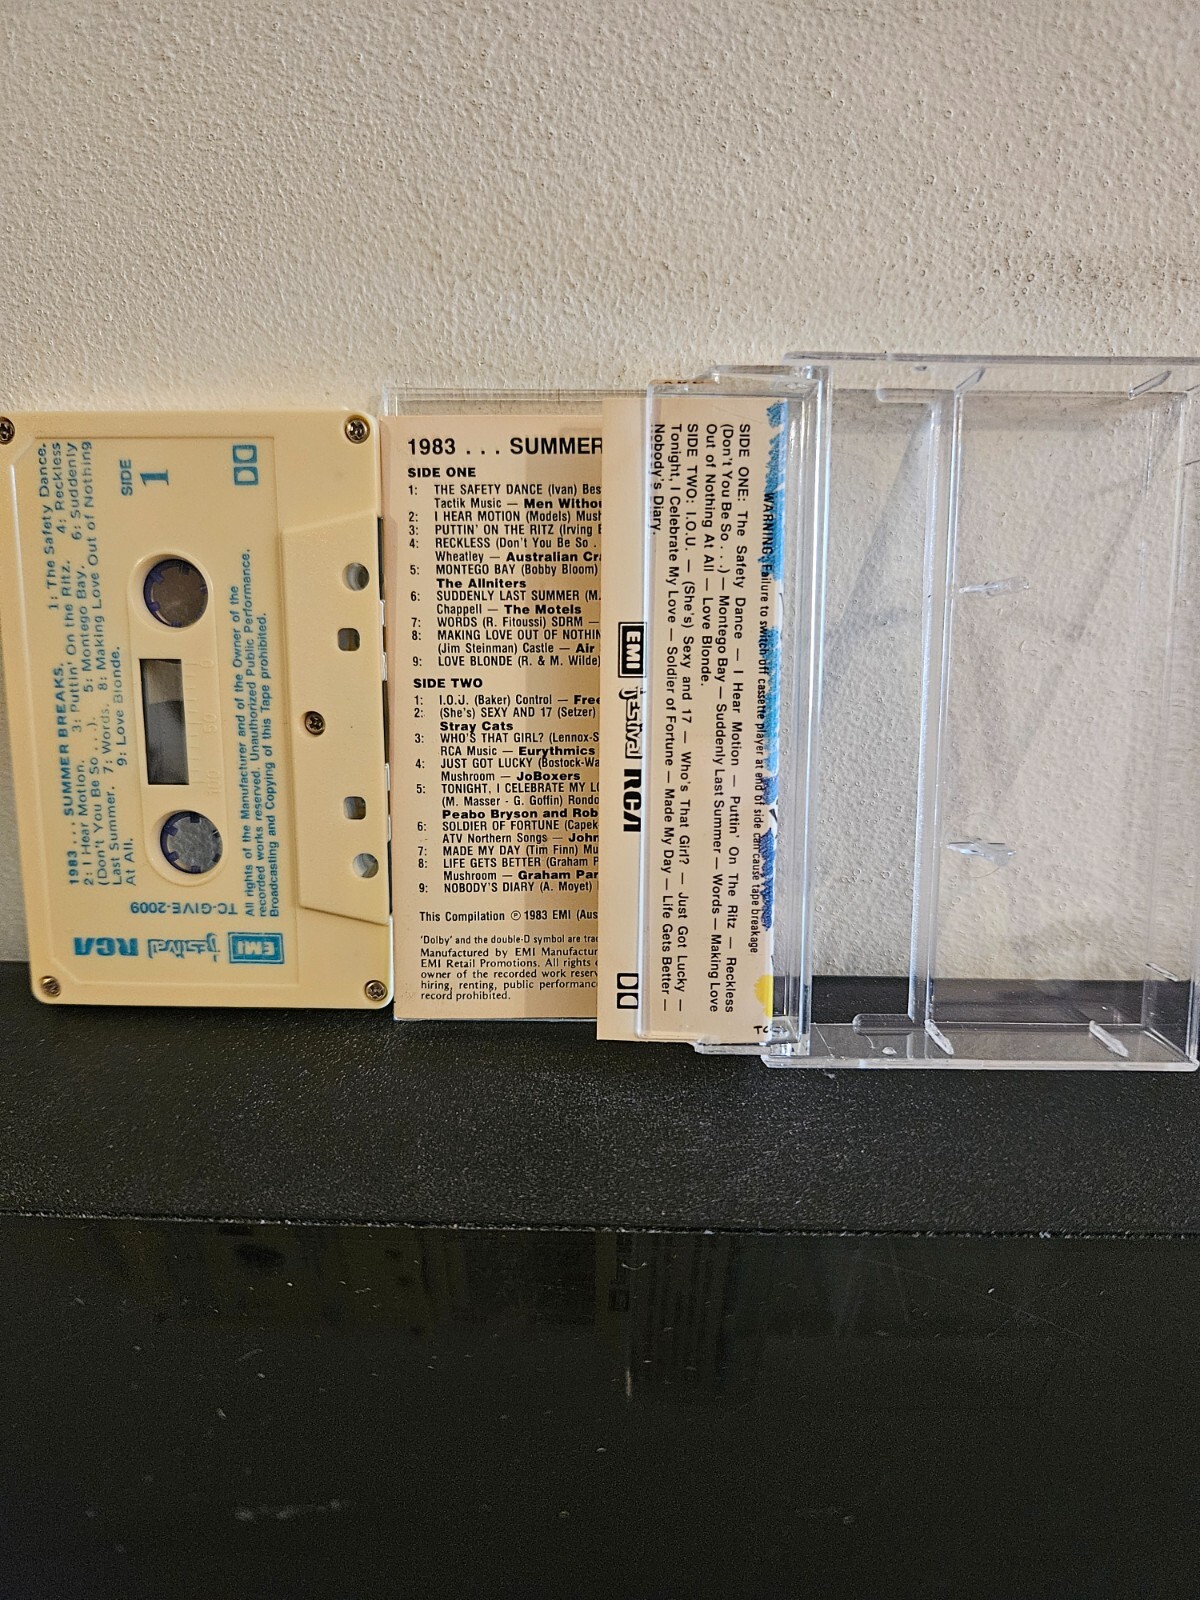 1983 . . . SUMMER BREAKS.
1: The Safety Dance.
2: I Hear Motion. 3: Puttin' On the Ritz. 4: Reckless
(Don't You Be So . . .). 5: Montego Bay. 6: Suddenly
Last Summer. 7: Words. 8: Making Love Out of Nothing
At All. 9: Love Blonde.
SIDE
1
TC-GIVE-2009
RCA Festival EMI
All rights of the Manufacturer and of the Owner of the
recorded works reserved. Unauthorized Public Performance.
Broadcasting and Copying of this Tape prohibited.
1983 . . . SUMMER
SIDE ONE
1: THE SAFETY DANCE (Ivan) Bes
Tactik Music — Men Withou
2: I HEAR MOTION (Models) Mush
3: PUTTIN' ON THE RITZ (Irving B
4: RECKLESS (Don't You Be So .
Wheatley — Australian Cr
5: MONTEGO BAY (Bobby Bloom)
The Allniters
6: SUDDENLY LAST SUMMER (M.
Chappell — The Motels
7: WORDS (R. Fitoussi) SDRM —
8: MAKING LOVE OUT OF NOTHIN
(Jim Steinman) Castle — Air
9: LOVE BLONDE (R. & M. Wilde)
SIDE TWO
1: I.O.U. (Baker) Control — Free
2: (She's) SEXY AND 17 (Setzer)
Stray Cats
3: WHO'S THAT GIRL? (Lennox-S
RCA Music — Eurythmics
4: JUST GOT LUCKY (Bostock-Wa
Mushroom — JoBoxers
5: TONIGHT, I CELEBRATE MY LO
(M. Masser - G. Goffin) Rondo
Peabo Bryson and Rob
6: SOLDIER OF FORTUNE (Capek
ATV Northern Songs — John
7: MADE MY DAY (Tim Finn) Mu
8: LIFE GETS BETTER (Graham P
Mushroom — Graham Par
9: NOBODY'S DIARY (A. Moyet)
This Compilation ℗ 1983 EMI (Aus
'Dolby' and the double-D symbol are trad
Manufactured by EMI Manufactur
EMI Retail Promotions. All rights
owner of the recorded work reserv
hiring, renting, public performance
record prohibited.
WARNING: Failure to switch off cassette player at end of side can cause tape breakage
SIDE ONE: The Safety Dance — I Hear Motion — Puttin' On The Ritz — Reckless
(Don't You Be So . . .) — Montego Bay — Suddenly Last Summer — Words — Making Love
Out of Nothing At All — Love Blonde.
SIDE TWO: I.O.U. — (She's) Sexy and 17 — Who's That Girl? — Just Got Lucky —
Tonight, I Celebrate My Love — Soldier of Fortune — Made My Day — Life Gets Better —
Nobody's Diary.
EMI Festival RCA